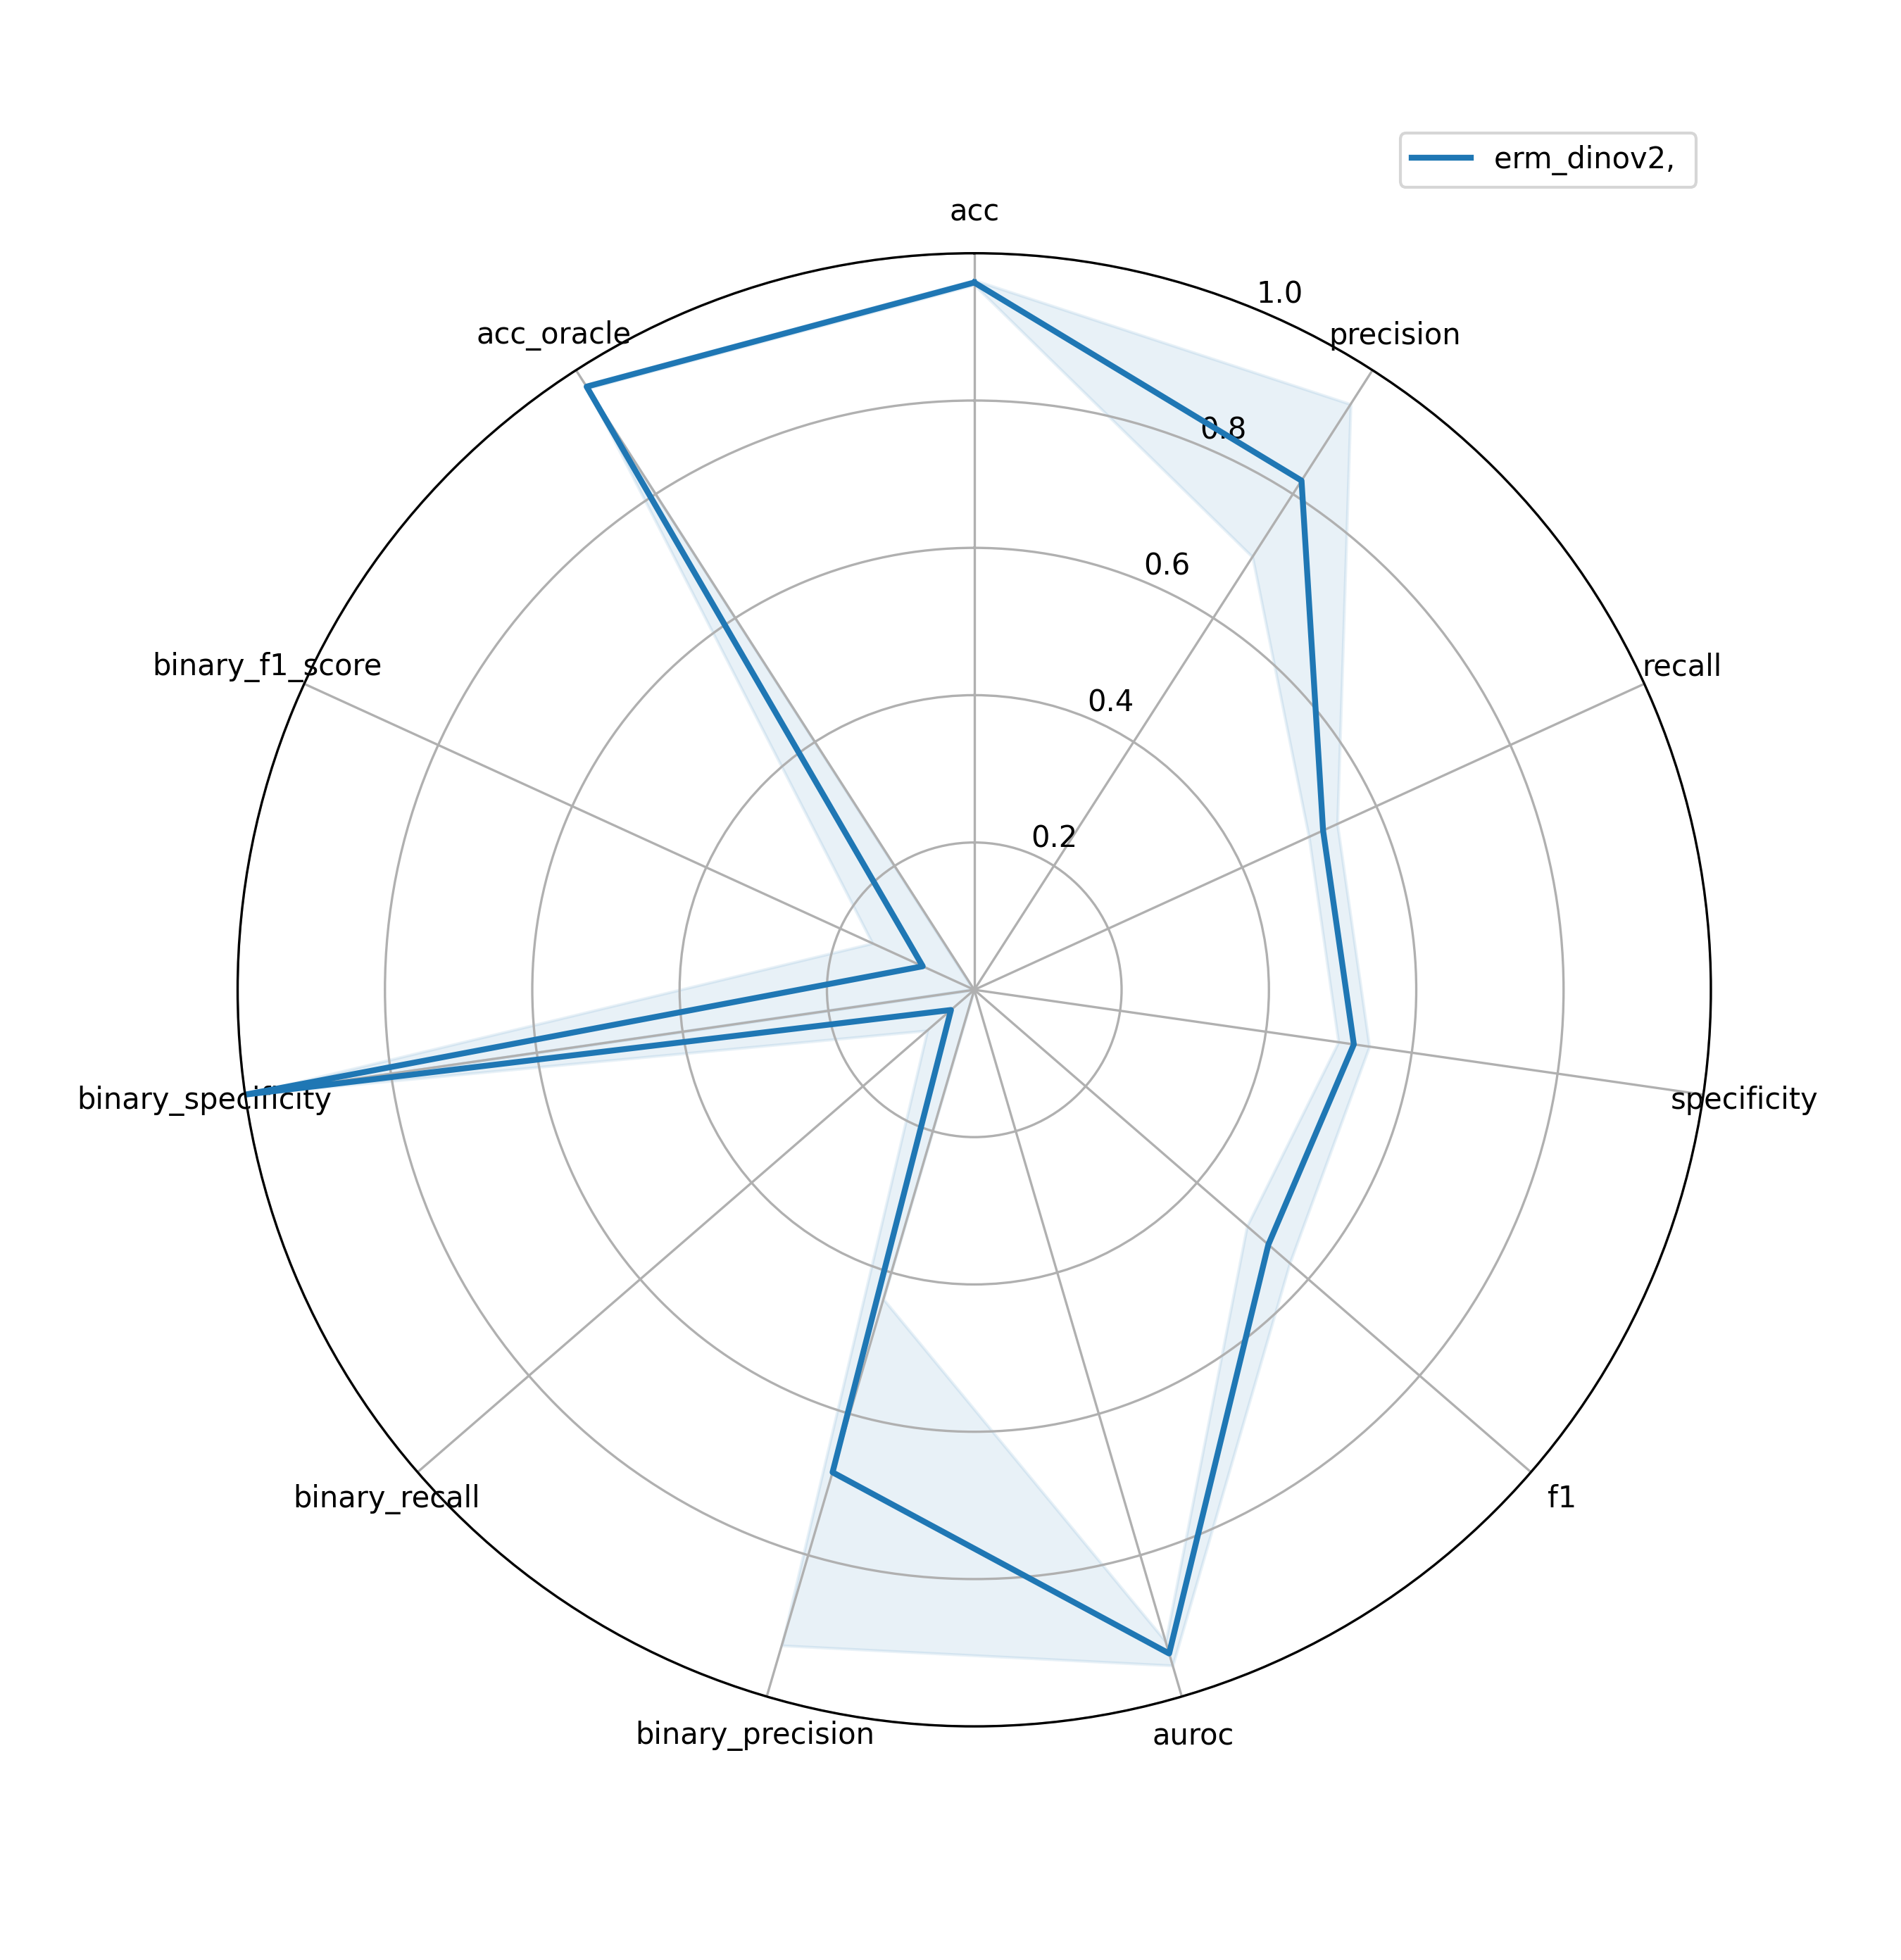 erm_dinov2,
acc
1.0
acc_oracle
precision
0.8
0.6
binary_f1_score
recall
0.4
0.2
binary_specificity
specificity
binary_recall
f1
binary_precision
auroc